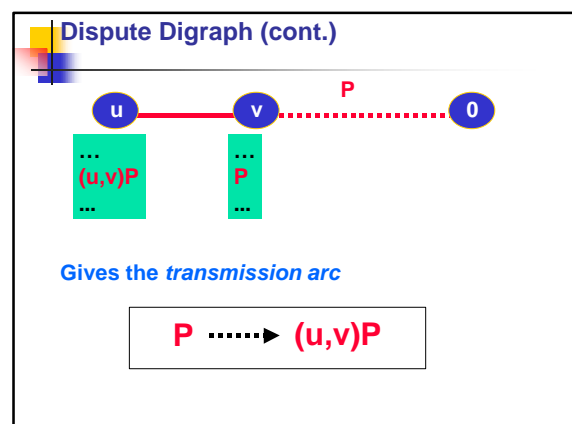 Dispute Digraph (cont.)
P
u v 0
… …
(u,v)P P
... ...
Gives the transmission arc
P (u,v)P